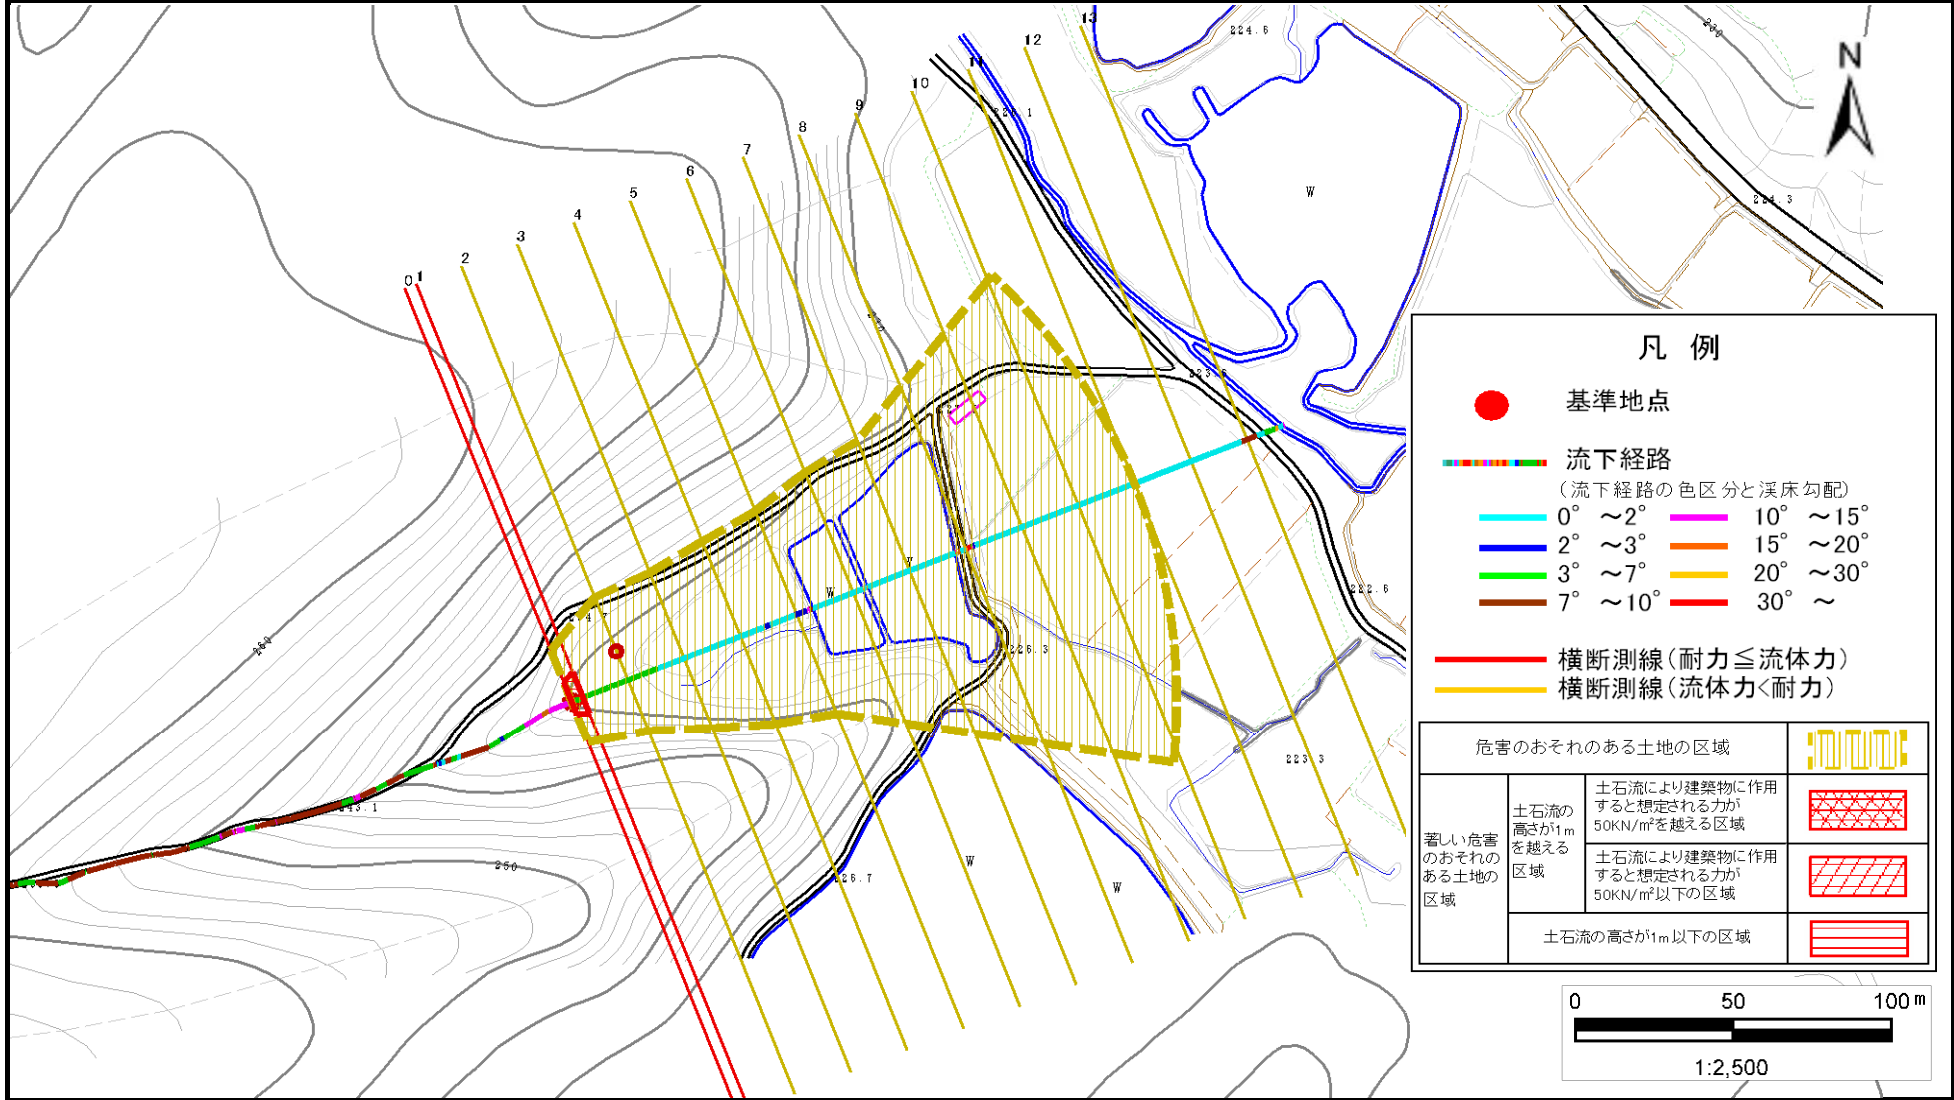 13
12
11
10
9
8
7
6
5
4
3
2
0 1
224.6
230
N
W
224.3
223.6
222.6
W
W
226.3
223.3
260
243.1
250
226.7
W
W
凡 例
基準地点
流下経路
(流下経路の色区分と渓床勾配)
0° ～2° 10° ～15°
2° ～3° 15° ～20°
3° ～7° 20° ～30°
7° ～10° 30° ～
横断測線(耐力≦流体力)
横断測線(流体力<耐力)
危害のおそれのある土地の区域
著しい危害
のおそれの
ある土地の
区域
土石流の
高さが1m
を越える
区域
土石流により建築物に作用
すると想定される力が
50KN/㎡を越える区域
土石流により建築物に作用
すると想定される力が
50KN/㎡以下の区域
土石流の高さが1m以下の区域
0 50 100m
1:2,500